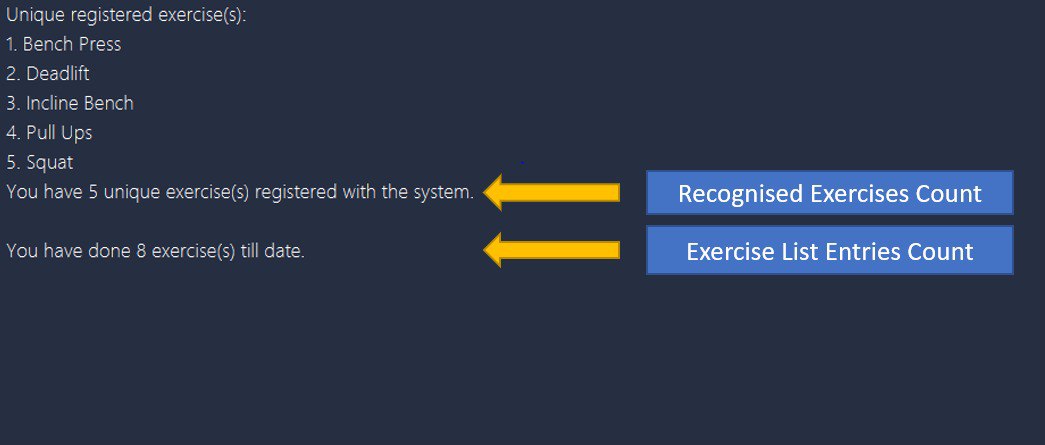 Unique registered exercise(s):
1. Bench Press
2. Deadlift
3. Incline Bench
4. Pull Ups
5. Squat
You have 5 unique exercise(s) registered with the system.
Recognised Exercises Count
You have done 8 exercise(s) till date.
Exercise List Entries Count